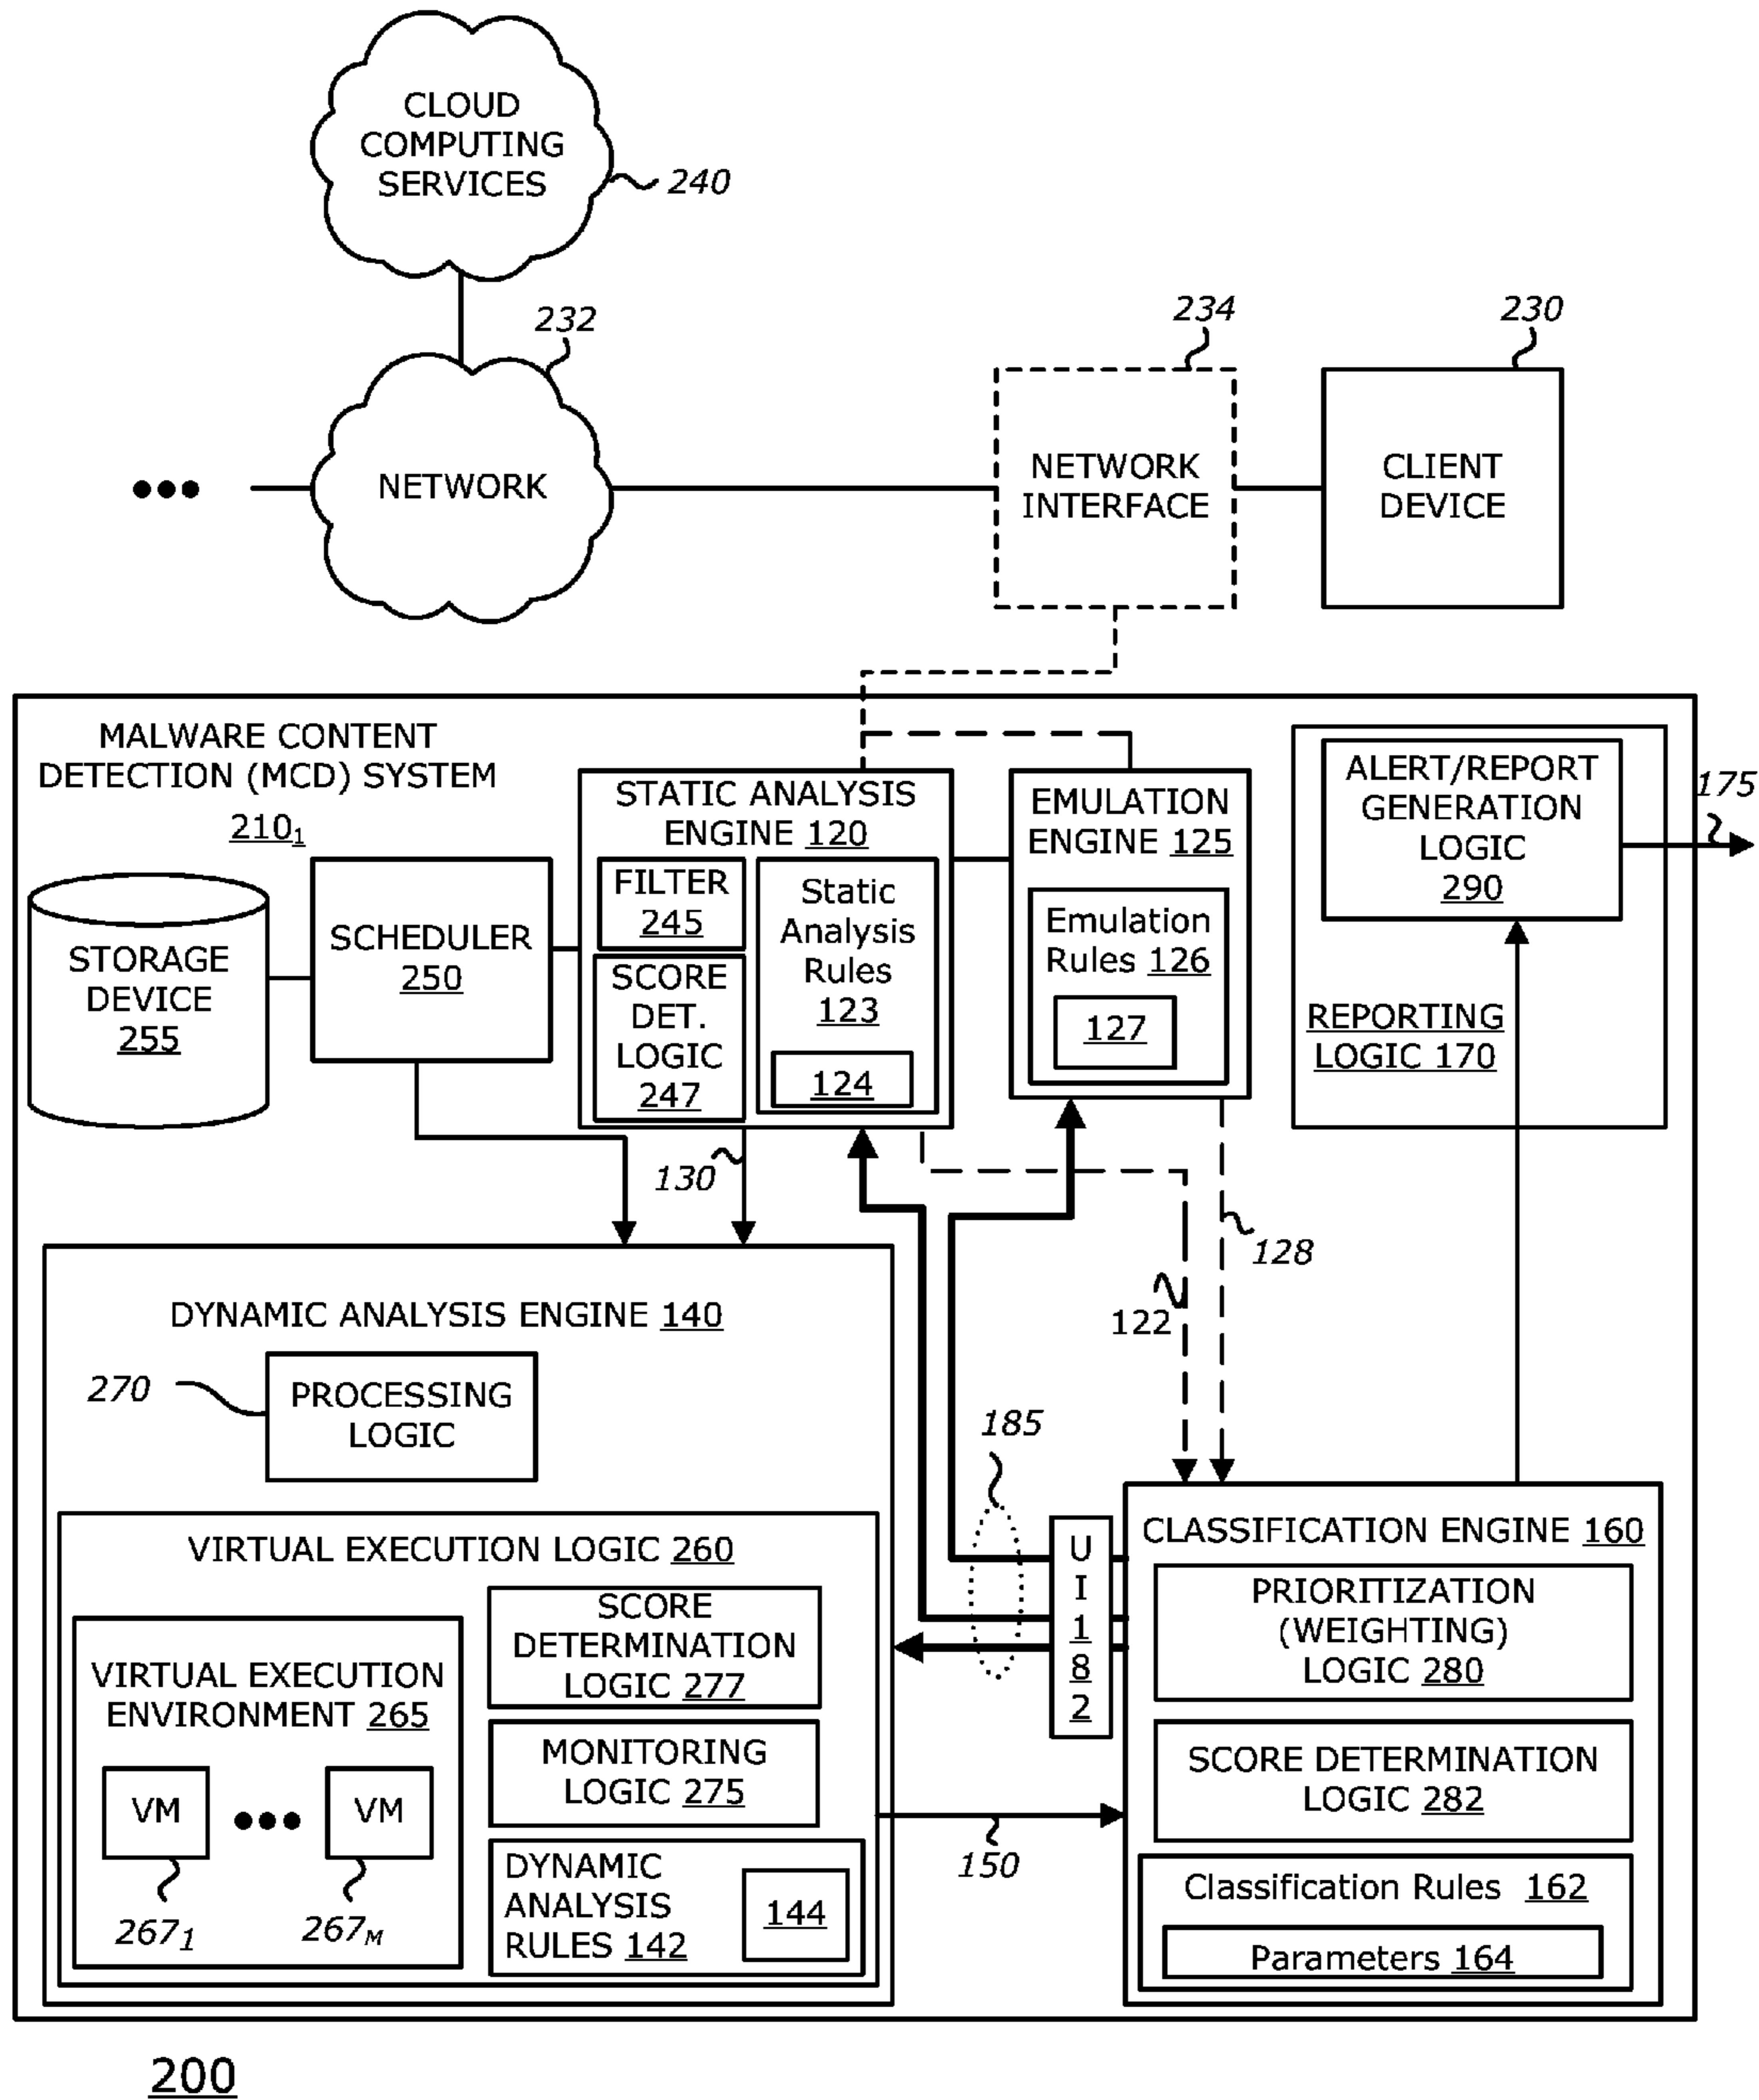 CLOUD
COMPUTING
SERVICES
240
232
234
230
NETWORK
NETWORK
INTERFACE
CLIENT
DEVICE
MALWARE CONTENT
DETECTION (MCD) SYSTEM
210₁
STATIC ANALYSIS
ENGINE 120
FILTER
245
SCORE
DET.
LOGIC
247
Static
Analysis
Rules
123
124
EMULATION
ENGINE 125
Emulation
Rules 126
127
ALERT/REPORT
GENERATION
LOGIC
290
175
REPORTING
LOGIC 170
STORAGE
DEVICE
255
SCHEDULER
250
130
128
122
DYNAMIC ANALYSIS ENGINE 140
270
PROCESSING
LOGIC
185
VIRTUAL EXECUTION LOGIC 260
VIRTUAL EXECUTION
ENVIRONMENT 265
VM
VM
267₁
267M
SCORE
DETERMINATION
LOGIC 277
MONITORING
LOGIC 275
DYNAMIC
ANALYSIS
RULES 142
144
150
U
I
1
8
2
CLASSIFICATION ENGINE 160
PRIORITIZATION
(WEIGHTING)
LOGIC 280
SCORE DETERMINATION
LOGIC 282
Classification Rules 162
Parameters 164
200